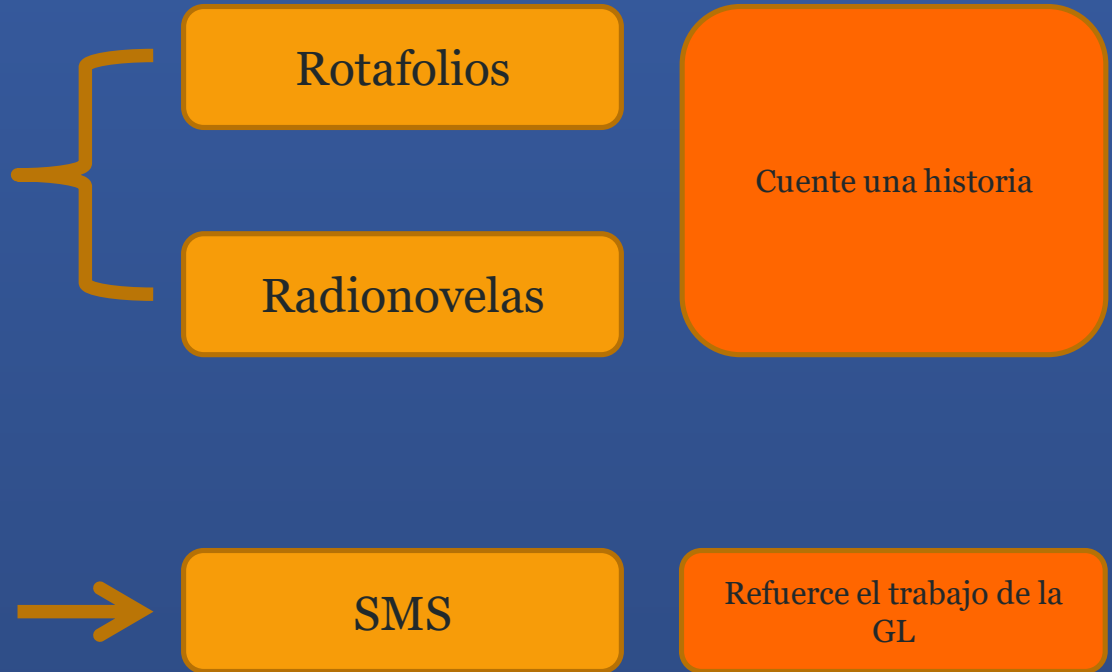 Rotafolios
Cuente una historia
Radionovelas
SMS
Refuerce el trabajo de la
GL